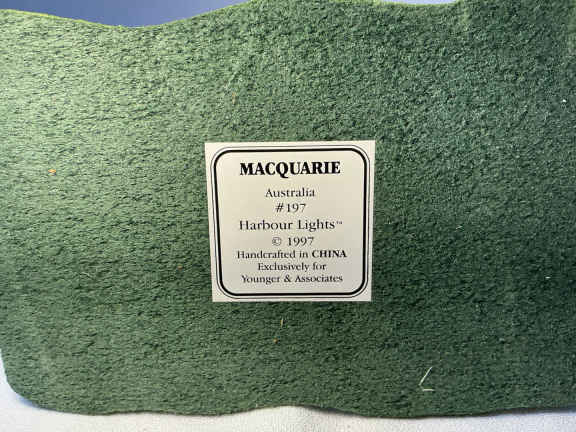 MACQUARIE
Australia
#197
Harbour Lights™
© 1997
Handcrafted in CHINA
Exclusively for
Younger & Associates